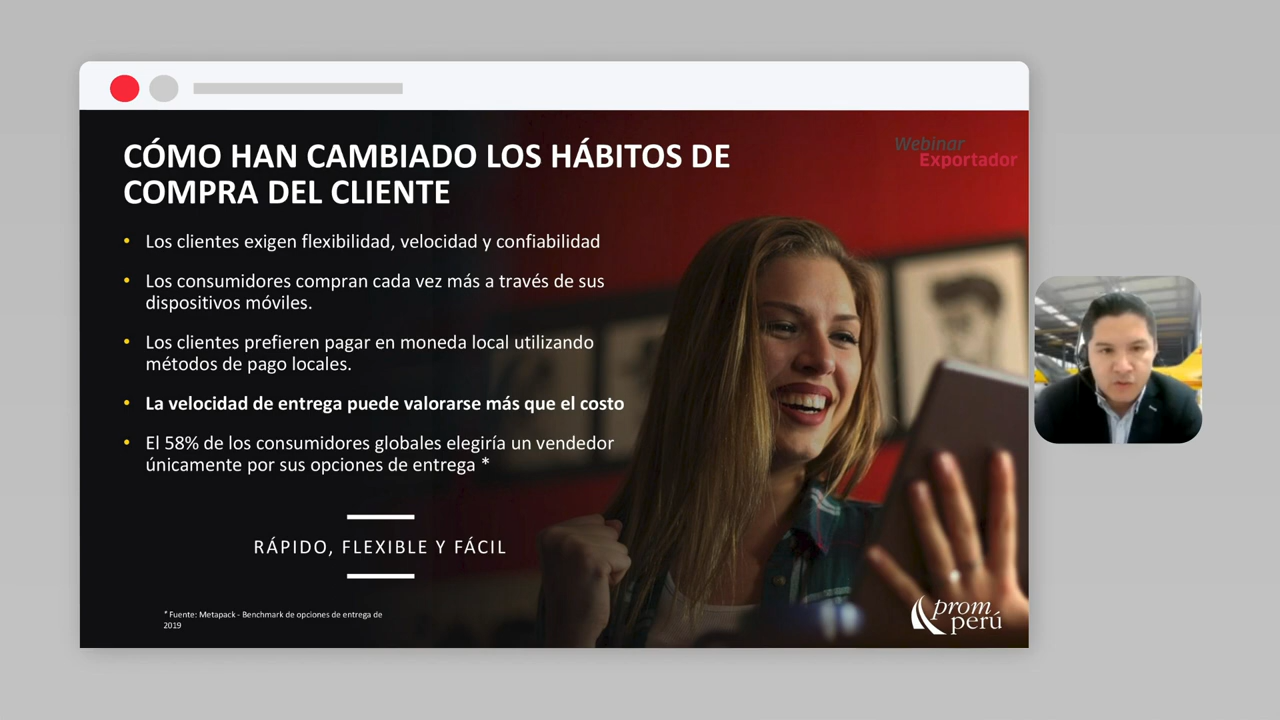 Webinar
Exportador
CÓMO HAN CAMBIADO LOS HÁBITOS DE
COMPRA DEL CLIENTE
• Los clientes exigen flexibilidad, velocidad y confiabilidad
• Los consumidores compran cada vez más a través de sus
dispositivos móviles.
• Los clientes prefieren pagar en moneda local utilizando
métodos de pago locales.
• La velocidad de entrega puede valorarse más que el costo
• El 58% de los consumidores globales elegiría un vendedor
únicamente por sus opciones de entrega *
RÁPIDO, FLEXIBLE Y FÁCIL
* Fuente: Metapack - Benchmark de opciones de entrega de
2019
prom
perú